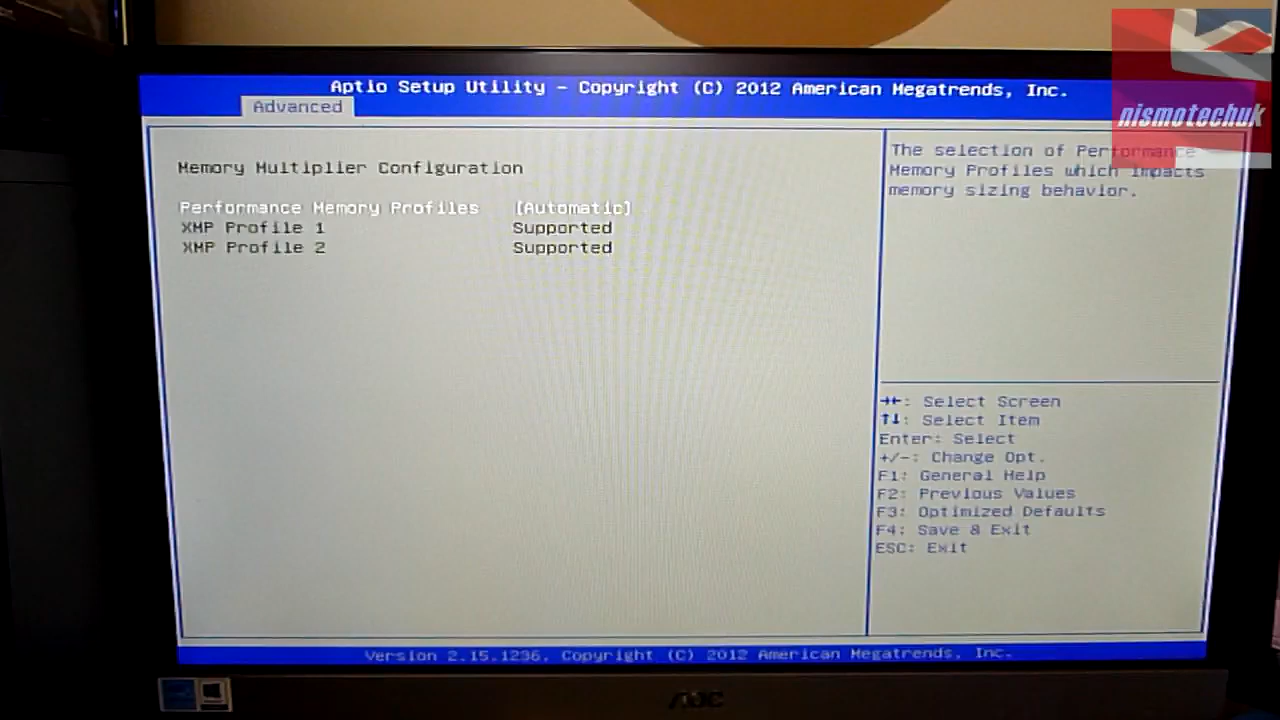 Aptio Setup Utility - Copyright (C) 2012 American Megatrends, Inc.
Advanced
Memory Multiplier Configuration
Performance Memory Profiles [Automatic]
XMP Profile 1 Supported
XMP Profile 2 Supported
The selection of Performance
Memory Profiles which impacts
memory sizing behavior.
→←: Select Screen
↑↓: Select Item
Enter: Select
+/-: Change Opt.
F1: General Help
F2: Previous Values
F3: Optimized Defaults
F4: Save & Exit
ESC: Exit
Version 2.15.1236. Copyright (C) 2012 American Megatrends, Inc.
AOC
nismotechuk